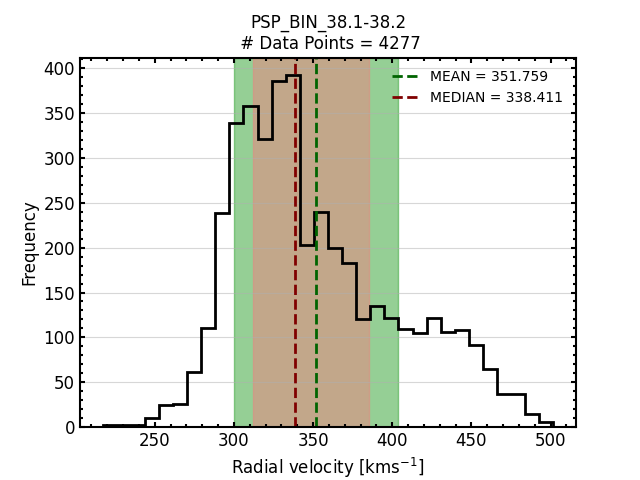 PSP_BIN_38.1-38.2
# Data Points = 4277
MEAN = 351.759
MEDIAN = 338.411
Frequency
400
350
300
250
200
150
100
50
0
250 300 350 400 450 500
Radial velocity [kms⁻¹]